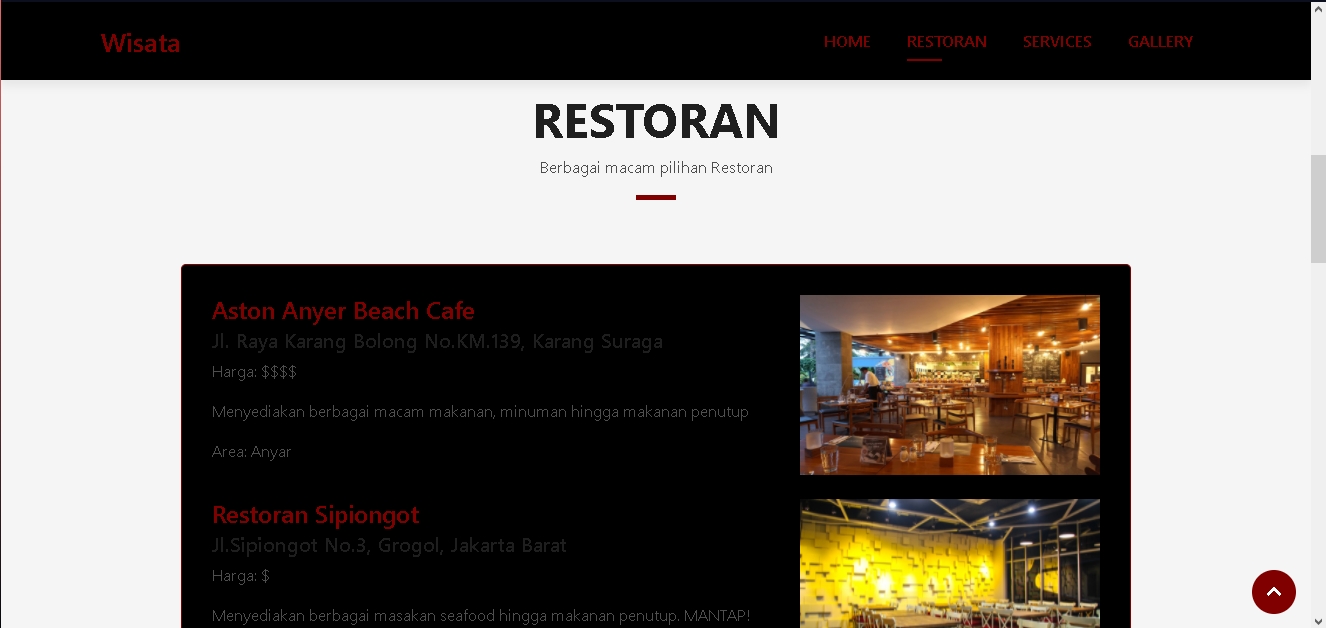 Wisata
HOME RESTORAN SERVICES GALLERY
RESTORAN
Berbagai macam pilihan Restoran
Aston Anyer Beach Cafe
Jl. Raya Karang Bolong No.KM.139, Karang Suraga
Harga: $$$$
Menyediakan berbagai macam makanan, minuman hingga makanan penutup
Area: Anyar
Restoran Sipiongot
Jl.Sipiongot No.3, Grogol, Jakarta Barat
Harga: $
Menyediakan berbagai masakan seafood hingga makanan penutup. MANTAP!